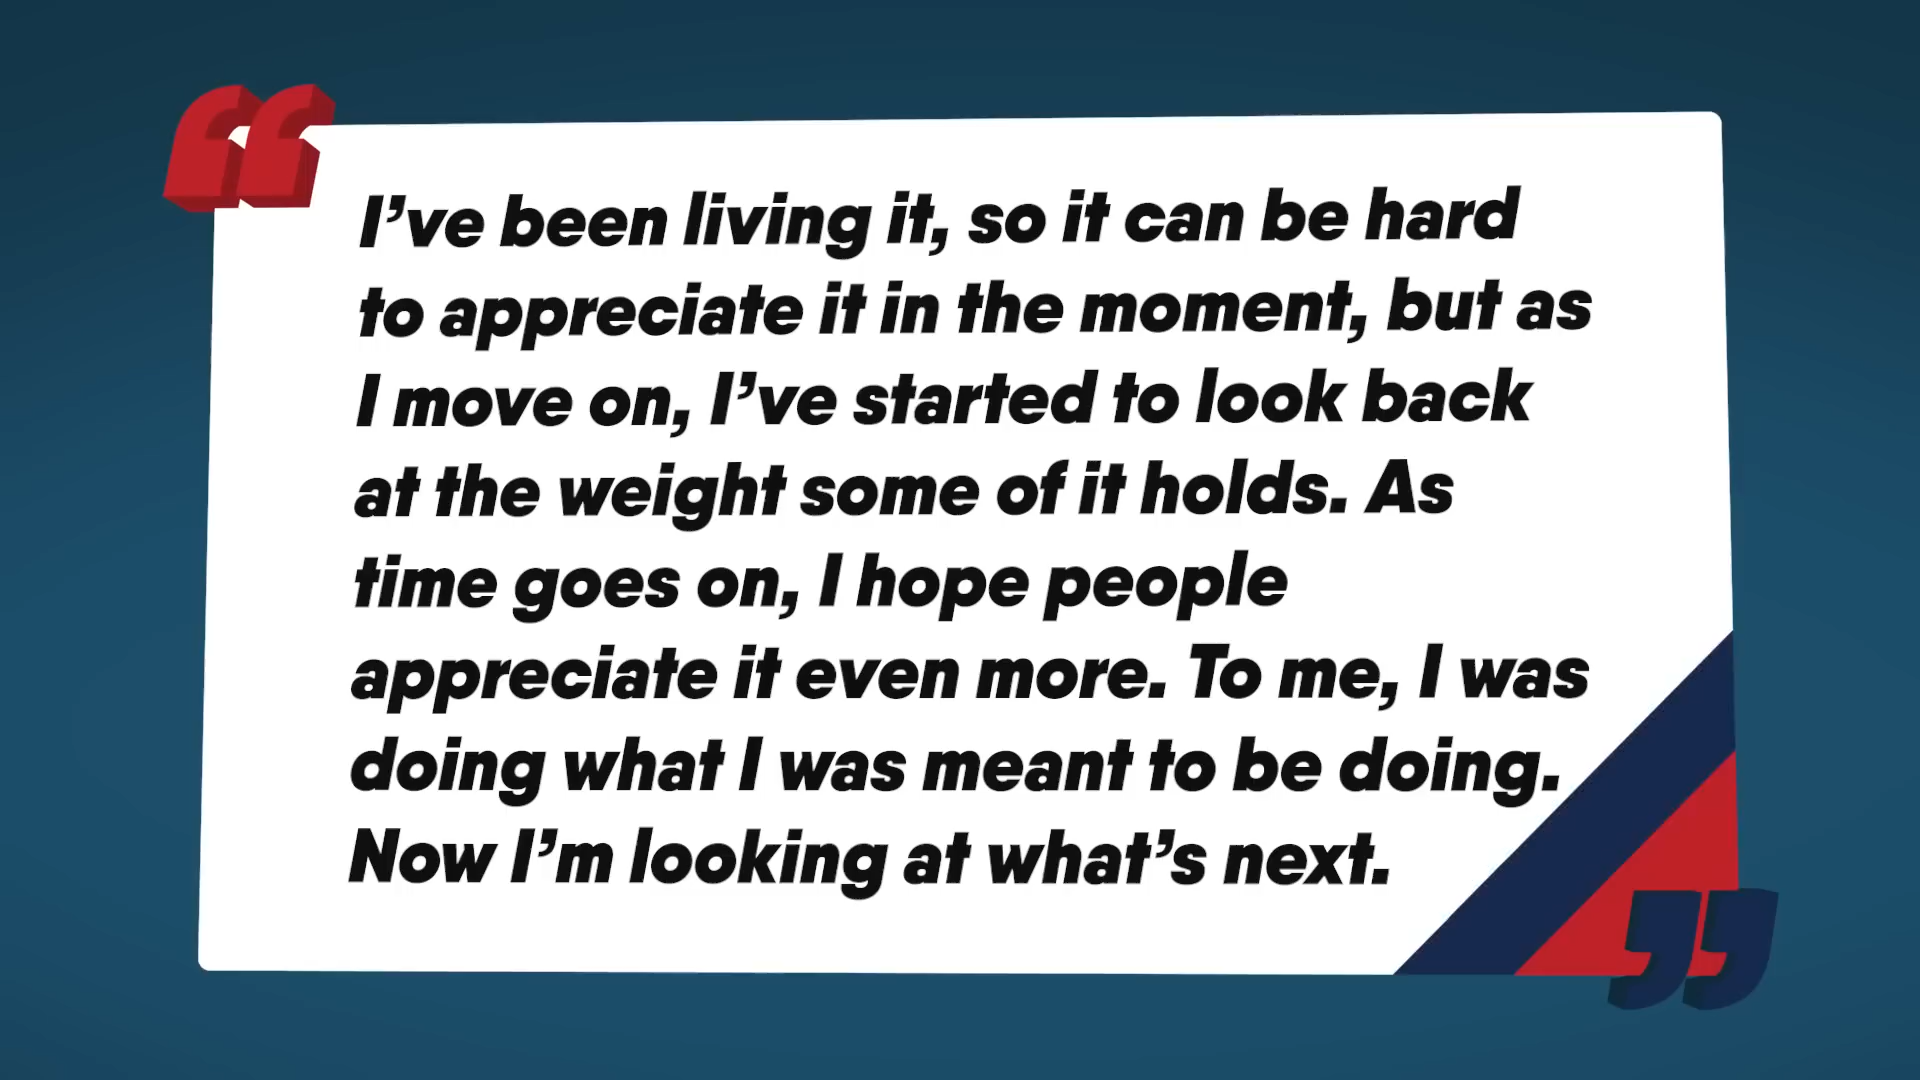 I’ve been living it, so it can be hard
to appreciate it in the moment, but as
I move on, I’ve started to look back
at the weight some of it holds. As
time goes on, I hope people
appreciate it even more. To me, I was
doing what I was meant to be doing.
Now I’m looking at what’s next.